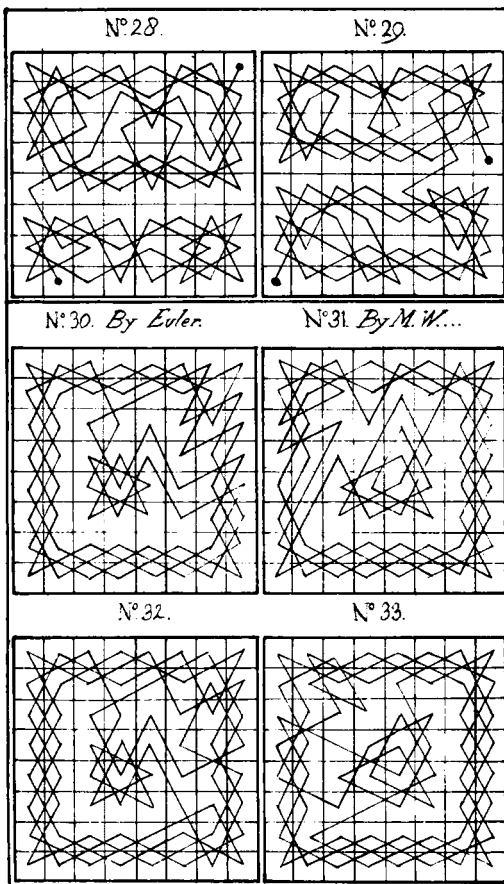 Nº 28.
Nº 29.
Nº 30. By Euler.
Nº 31. By M.W....
Nº 32.
Nº 33.